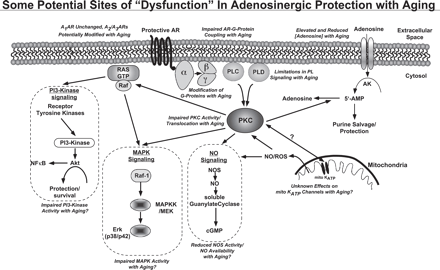 Some Potential Sites of "Dysfunction" In Adenosinergic Protection with Aging
A1AR Unchanged, A2/A3ARs
Potentially Modified with Aging
Protective AR
Impaired AR-G-Protein
Coupling with Aging
Elevated and Reduced
[Adenosine] with Aging
Adenosine
Extracellular
Space
Cytosol
RAS
GTP
Raf
α
β
γ
PLC
PLD
Limitations in PL
Signaling with Aging
Modification of
G-Proteins with Aging
AK
Adenosine
5'-AMP
Purine Salvage/
Protection
PI3-Kinase
signaling
Receptor
Tyrosine Kinases
PI3-Kinase
NFκB
Akt
Protection/
survival
Impaired PI3-Kinase
Activity with Aging?
Impaired PKC Activity/
Translocation with Aging
PKC
MAPK
Signaling
Raf-1
MAPKK
/MEK
Erk
(p38/p42)
Impaired MAPK Activity
with Aging?
NO
Signaling
NOS
NO
soluble
GuanylateCyclase
cGMP
Reduced NOS Activity/
NO Availability
with Aging?
NO/ROS
?
Mitochondria
mito KATP
Unknown Effects on
mito KATP Channels with Aging?